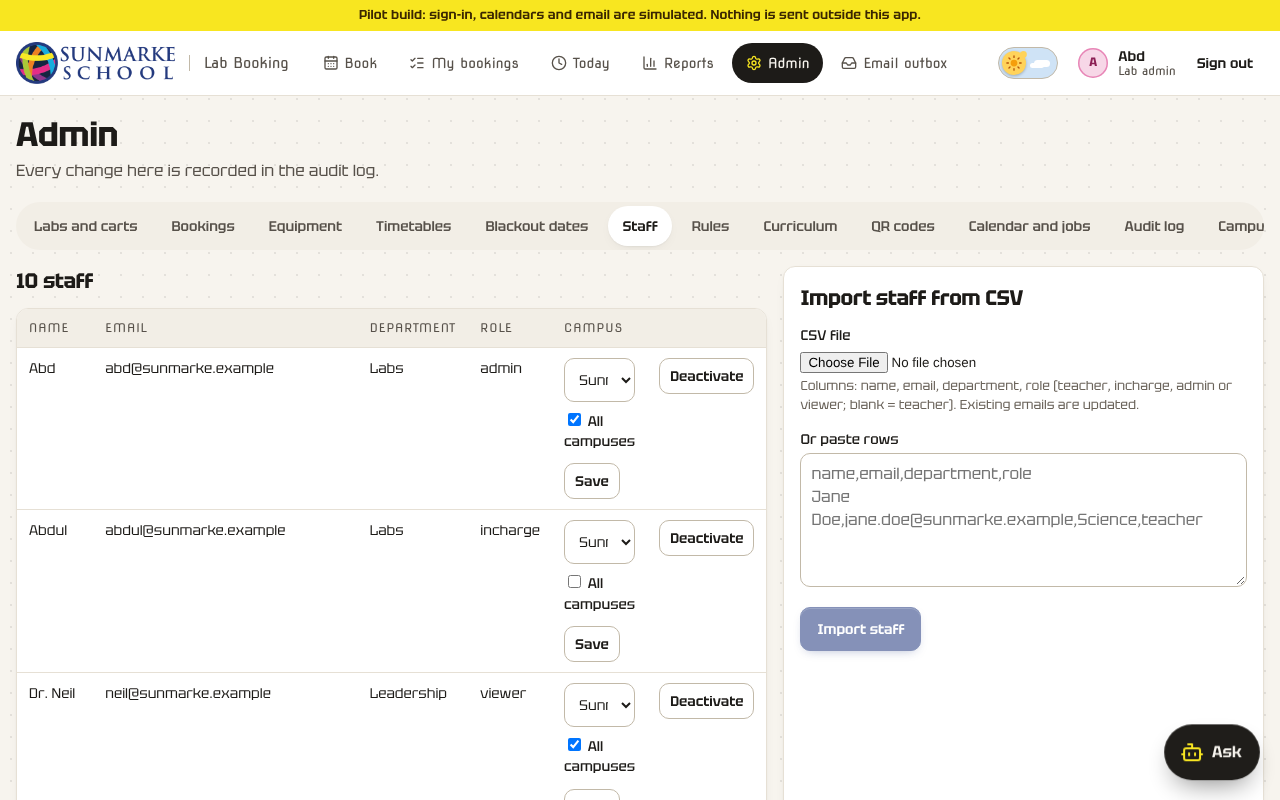 Pilot build: sign-in, calendars and email are simulated. Nothing is sent outside this app.
SUNMARKE
SCHOOL
Lab Booking
Book
My bookings
Today
Reports
Admin
Email outbox
A
Abd
Lab admin
Sign out
Admin
Every change here is recorded in the audit log.
Labs and carts
Bookings
Equipment
Timetables
Blackout dates
Staff
Rules
Curriculum
QR codes
Calendar and jobs
Audit log
Campu
10 staff
NAME EMAIL DEPARTMENT ROLE CAMPUS
Abd abd@sunmarke.example Labs admin Sunr Deactivate
All
campuses
Save
Abdul abdul@sunmarke.example Labs incharge Sunr Deactivate
All
campuses
Save
Dr. Neil neil@sunmarke.example Leadership viewer Sunr Deactivate
All
campuses
Import staff from CSV
CSV file
Choose File No file chosen
Columns: name, email, department, role (teacher, incharge, admin or
viewer; blank = teacher). Existing emails are updated.
Or paste rows
name,email,department,role
Jane
Doe,jane.doe@sunmarke.example,Science,teacher
Import staff
Ask